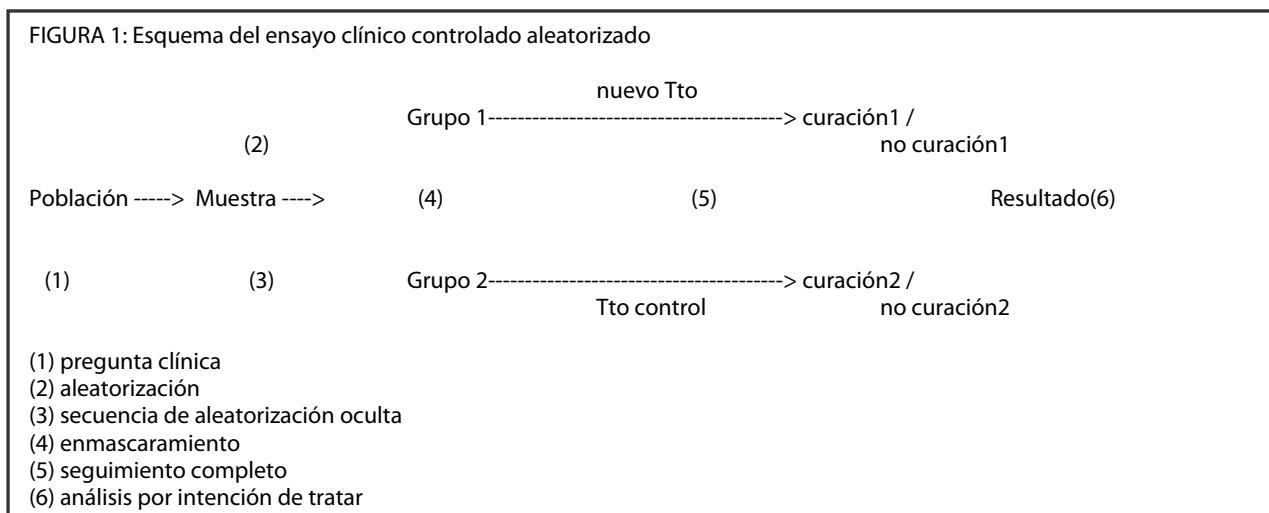 FIGURA 1: Esquema del ensayo clínico controlado aleatorizado
nuevo Tto
Grupo 1----------------------------------------> curación1 /
(2) no curación1
Población -----> Muestra ----> (4) (5) Resultado(6)
(1) (3) Grupo 2----------------------------------------> curación2 /
Tto control no curación2
(1) pregunta clínica
(2) aleatorización
(3) secuencia de aleatorización oculta
(4) enmascaramiento
(5) seguimiento completo
(6) análisis por intención de tratar